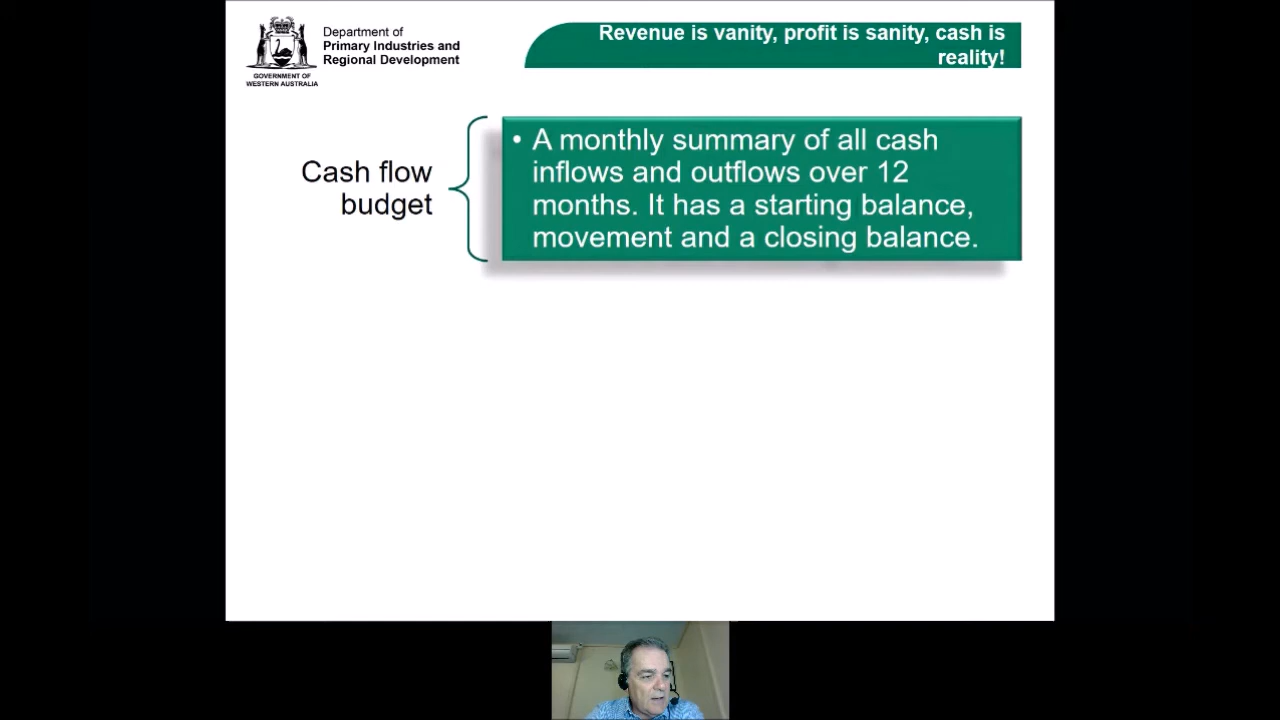 Department of
Primary Industries and
Regional Development
GOVERNMENT OF
WESTERN AUSTRALIA
Revenue is vanity, profit is sanity, cash is
reality!
Cash flow
budget
• A monthly summary of all cash
inflows and outflows over 12
months. It has a starting balance,
movement and a closing balance.